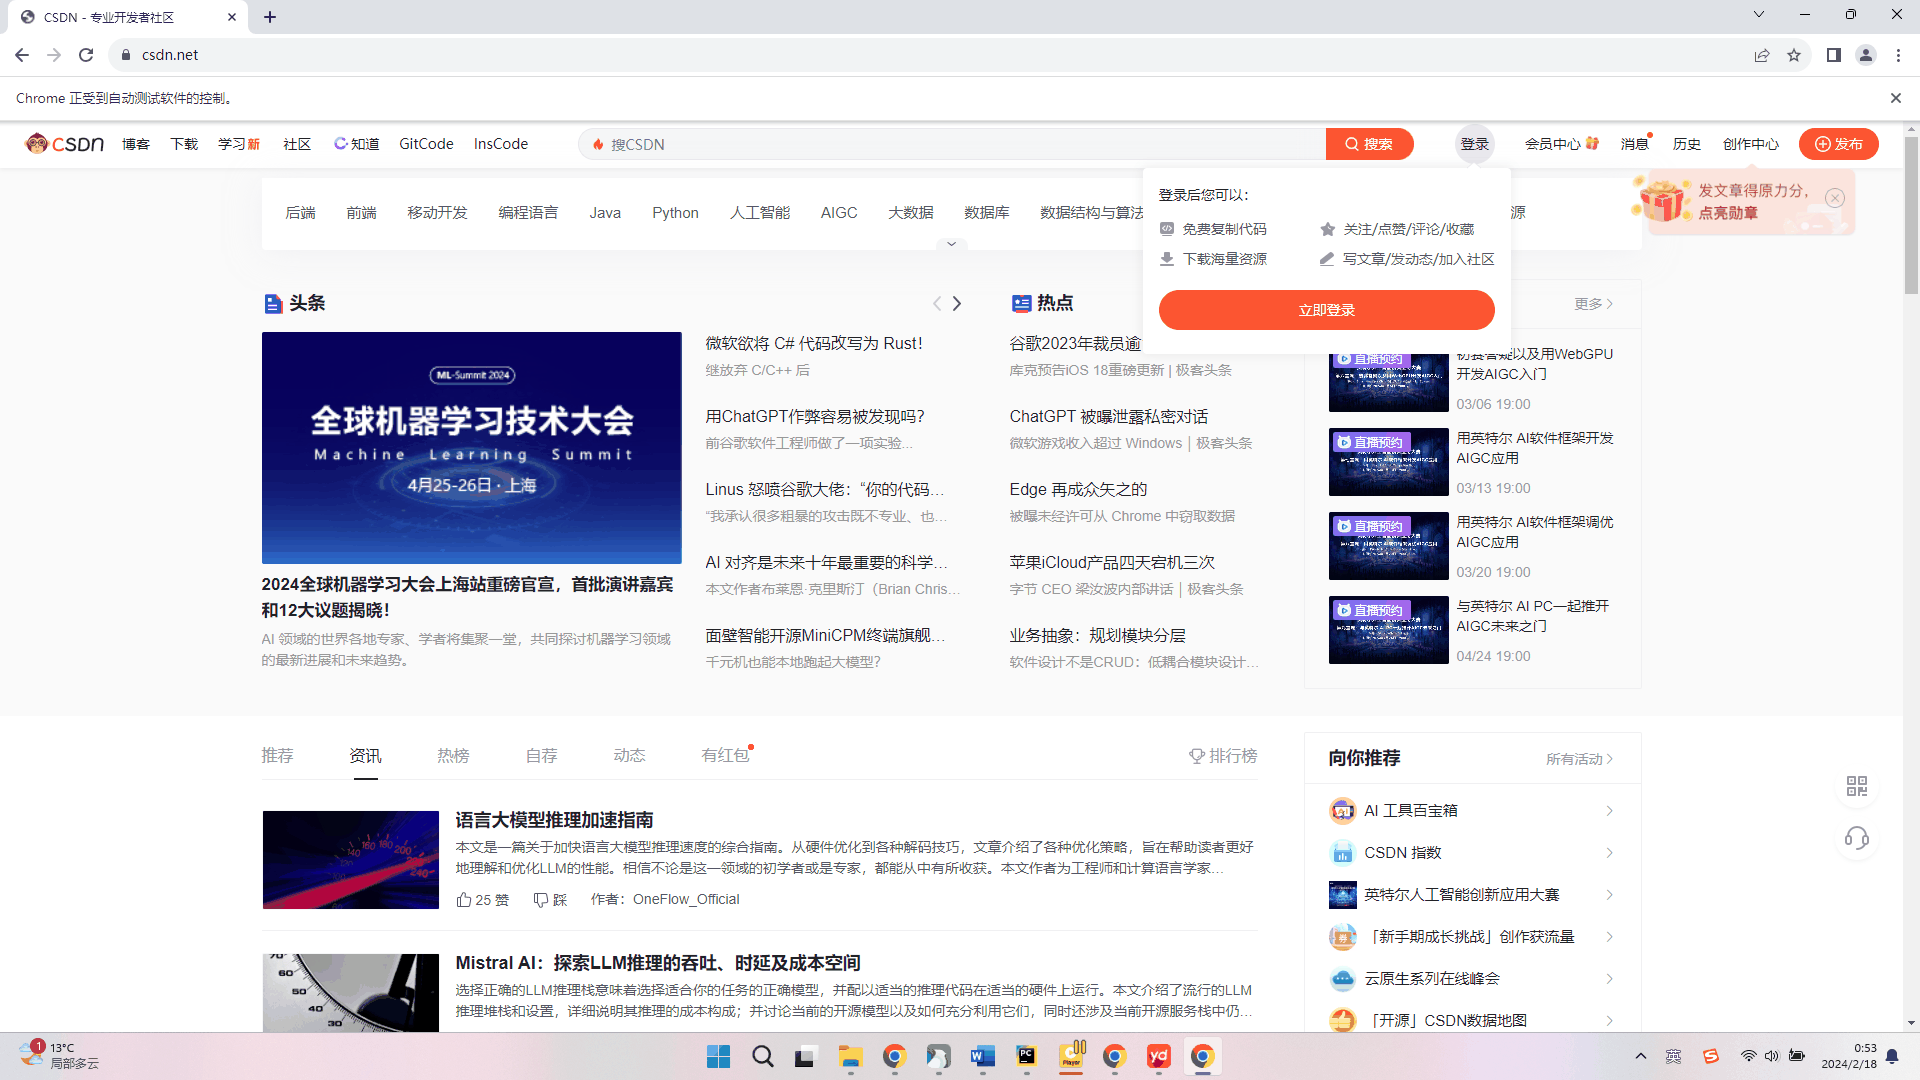 CSDN - 专业开发者社区
csdn.net
Chrome 正受到自动测试软件的控制。
CSDN 博客 下载 学习新 社区 C知道 GitCode InsCode 搜CSDN 搜索 登录 会员中心 消息 历史 创作中心 发布
后端 前端 移动开发 编程语言 Java Python 人工智能 AIGC 大数据 数据库 数据结构与算法 源
发文章得原力分,
点亮勋章
登录后您可以：
免费复制代码 关注/点赞/评论/收藏
下载海量资源 写文章/发动态/加入社区
立即登录
头条
ML-Summit 2024
全球机器学习技术大会
Machine Learning Summit
4月25-26日·上海
2024全球机器学习大会上海站重磅官宣，首批演讲嘉宾
和12大议题揭晓！
AI 领域的世界各地专家、学者将集聚一堂，共同探讨机器学习领域
的最新进展和未来趋势。
微软欲将 C# 代码改写为 Rust！
继放弃 C/C++ 后
用ChatGPT作弊容易被发现吗？
前谷歌软件工程师做了一项实验...
Linus 怒喷谷歌大佬：“你的代码…
“我承认很多粗暴的攻击既不专业、也…
AI 对齐是未来十年最重要的科学…
本文作者布莱恩·克里斯汀（Brian Chris…
面壁智能开源MiniCPM终端旗舰…
千元机也能本地跑起大模型？
热点
谷歌2023年裁员逾
库克预告iOS 18重磅更新 | 极客头条
ChatGPT 被曝泄露私密对话
微软游戏收入超过 Windows｜极客头条
Edge 再成众矢之的
被曝未经许可从 Chrome 中窃取数据
苹果iCloud产品四天宕机三次
字节 CEO 梁汝波内部讲话｜极客头条
业务抽象：规划模块分层
软件设计不是CRUD：低耦合模块设计…
更多
直播预约
初赛答疑以及用WebGPU
开发AIGC入门
03/06 19:00
直播预约
用英特尔 AI软件框架开发
AIGC应用
03/13 19:00
直播预约
用英特尔 AI软件框架调优
AIGC应用
03/20 19:00
直播预约
与英特尔 AI PC一起推开
AIGC未来之门
04/24 19:00
推荐 资讯 热榜 自荐 动态 有红包 排行榜
语言大模型推理加速指南
本文是一篇关于加快语言大模型推理速度的综合指南。从硬件优化到各种解码技巧，文章介绍了各种优化策略，旨在帮助读者更好
地理解和优化LLM的性能。相信不论是这一领域的初学者或是专家，都能从中有所收获。本文作者为工程师和计算语言学家…
25 赞 踩 作者：OneFlow_Official
Mistral AI：探索LLM推理的吞吐、时延及成本空间
选择正确的LLM推理栈意味着选择适合你的任务的正确模型，并配以适当的推理代码在适当的硬件上运行。本文介绍了流行的LLM
推理堆栈和设置，详细说明其推理的成本构成；并讨论当前的开源模型以及如何充分利用它们，同时还涉及当前开源服务栈中仍…
70 60 50 40 30
向你推荐 所有活动
AI 工具百宝箱
CSDN 指数
英特尔人工智能创新应用大赛
「新手期成长挑战」创作获流量
云原生系列在线峰会
「开源」CSDN数据地图
1
13°C
局部多云
英
0:53
2024/2/18